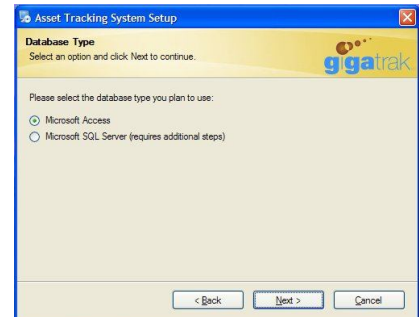 Asset Tracking System Setup
Database Type
Select an option and click Next to continue.
gigatrak
Please select the database type you plan to use:
Microsoft Access
Microsoft SQL Server (requires additional steps)
< Back Next > Cancel